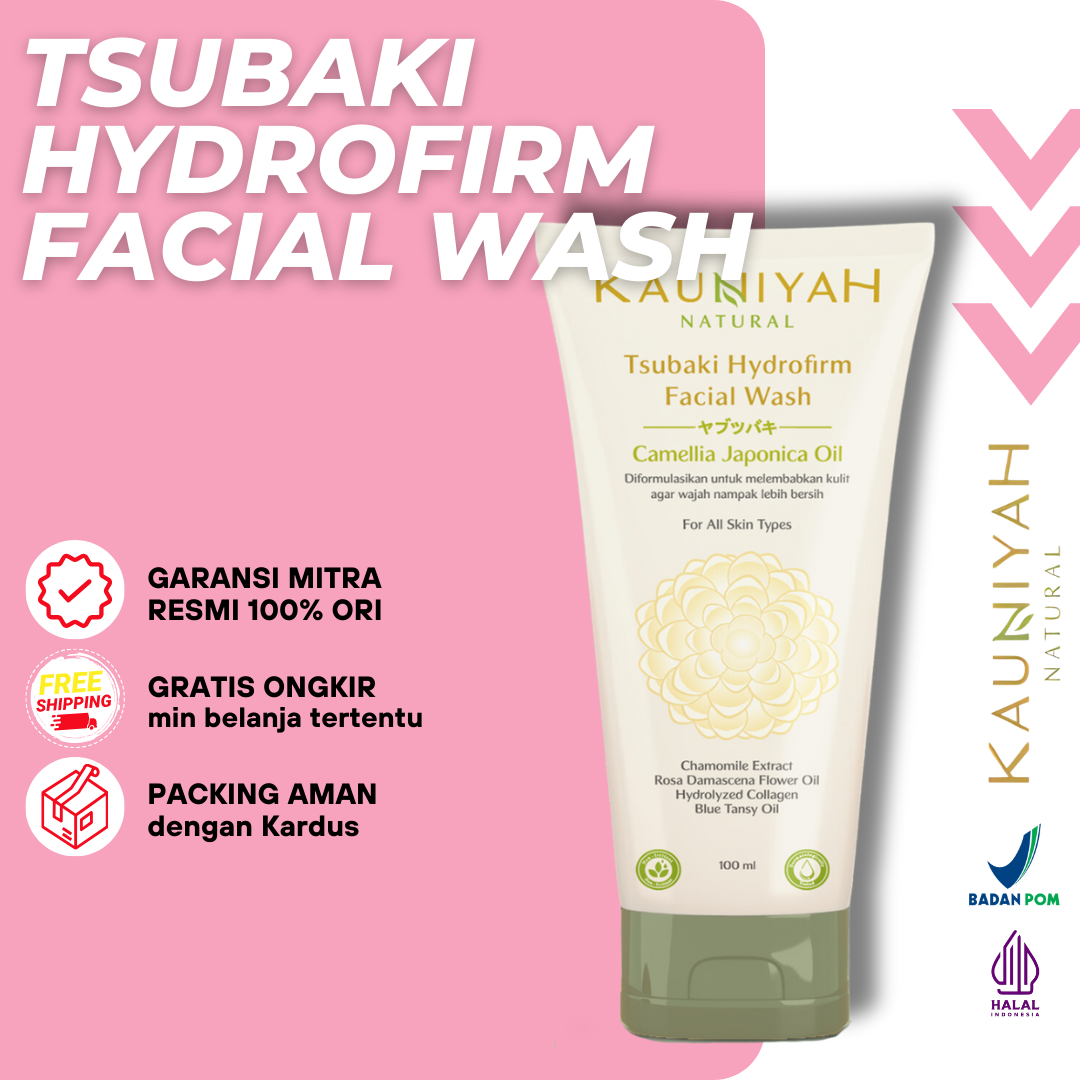 TSUBAKI
HYDROFIRM
FACIAL WASH
KAUNIYAH
NATURAL
Tsubaki Hydrofirm
Facial Wash
ヤブツバキ
Camellia Japonica Oil
Diformulasikan untuk melembabkan kulit
agar wajah nampak lebih bersih
For All Skin Types
Chamomile Extract
Rosa Damascena Flower Oil
Hydrolyzed Collagen
Blue Tansy Oil
100 ml
GARANSI MITRA
RESMI 100% ORI
FREE
SHIPPING
GRATIS ONGKIR
min belanja tertentu
PACKING AMAN
dengan Kardus
KAUNIYAH
NATURAL
BADAN POM
HALAL
INDONESIA